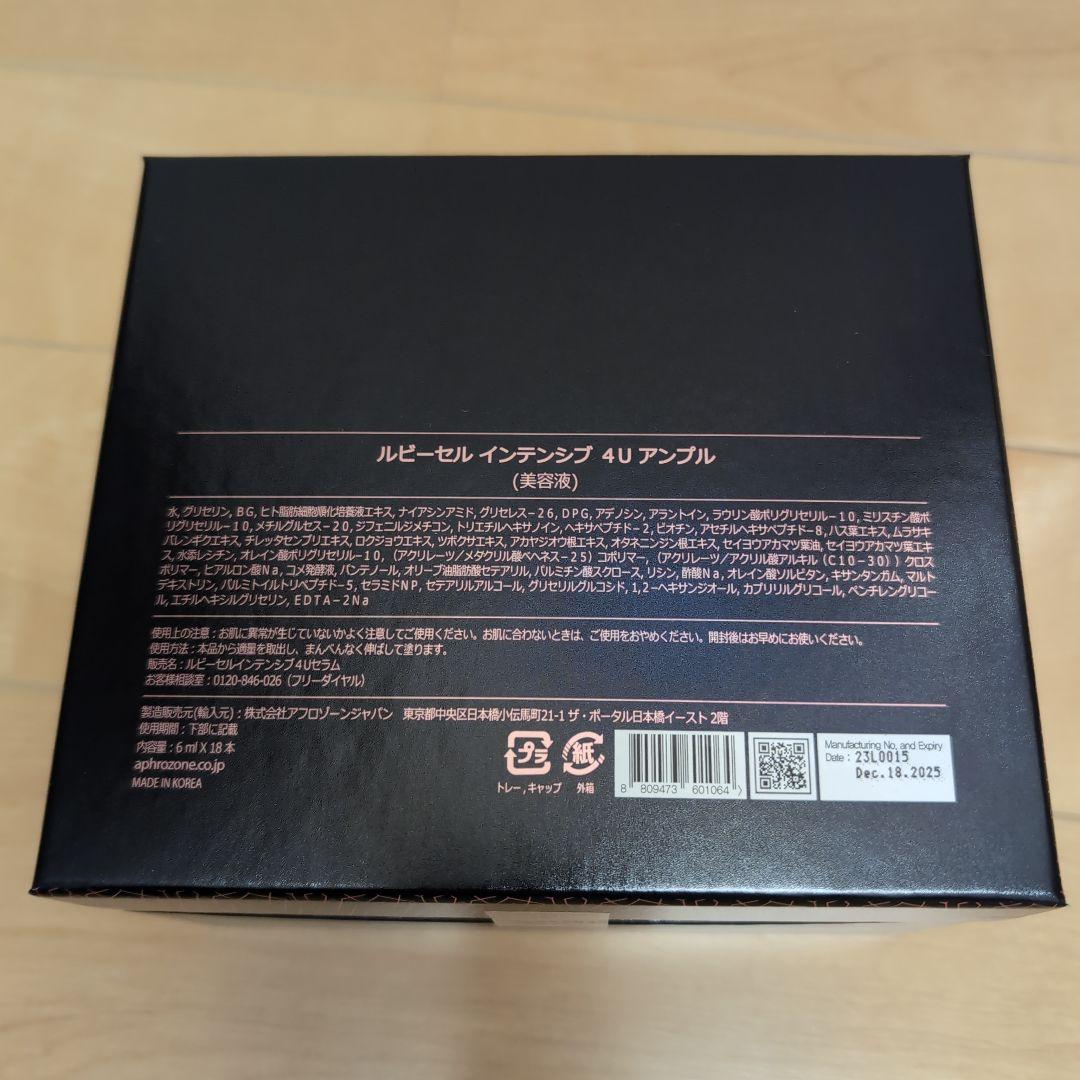 ルビーセル インテンシブ 4U アンプル
(美容液)
水, グリセリン, BG, ヒト脂肪細胞順化培養液エキス, ナイアシンアミド, グリセレス-26, DPG, アデノシン, アラントイン, ラウリン酸ポリグリセリル-10, ミリスチン酸ポ
リグリセリル-10, メチルグルセス-20, ジフェニルジメチコン, トリエチルヘキサノイン, ヘキサペプチド-2, ビオチン, アセチルヘキサペプチド-8, ハス葉エキス, ムラサキ
バレンギクエキス, チレッタセンブリエキス, ロクジョウエキス, ツボクサエキス, アカヤジオウ根エキス, オタネニンジン根エキス, セイヨウアカマツ葉油, セイヨウアカマツ葉エキ
ス, 水添レシチン, オレイン酸ポリグリセリル-10, (アクリレーツ/メタクリル酸ベヘネス-25) コポリマー, (アクリレーツ/アクリル酸アルキル (C10-30)) クロス
ポリマー, ヒアルロン酸Na, コメ発酵液, パンテノール, オリーブ油脂肪酸セテアリル, パルミチン酸スクロース, リシン, 酢酸Na, オレイン酸ソルビタン, キサンタンガム, マルト
デキストリン, パルミトイルトリペプチド-5, セラミドNP, セテアリルアルコール, グリセリルグルコシド, 1,2-ヘキサンジオール, カプリリルグリコール, ペンチレングリコー
ル, エチルヘキシルグリセリン, EDTA-2Na
使用上の注意 : お肌に異常が生じていないかよく注意してご使用ください。お肌に合わないときは、ご使用をおやめください。開封後はお早めにお使いください。
使用方法 : 本品から適量を取出し、まんべんなく伸ばして塗ります。
販売名 : ルビーセルインテンシブ4Uセラム
お客様相談室 : 0120-846-026 (フリーダイヤル)
製造販売元(輸入元) : 株式会社アフロゾーンジャパン 東京都中央区日本橋小伝馬町21-1 ザ・ポータル日本橋イースト 2階
使用期間 : 下部に記載
内容量 : 6 ml X 18 本
aphrozone.co.jp
MADE IN KOREA
プラ
トレー , キャップ
紙
外箱
8 809473 601064
Manufacturing No, and Expiry
Date : 23L0015
Dec.18.2025